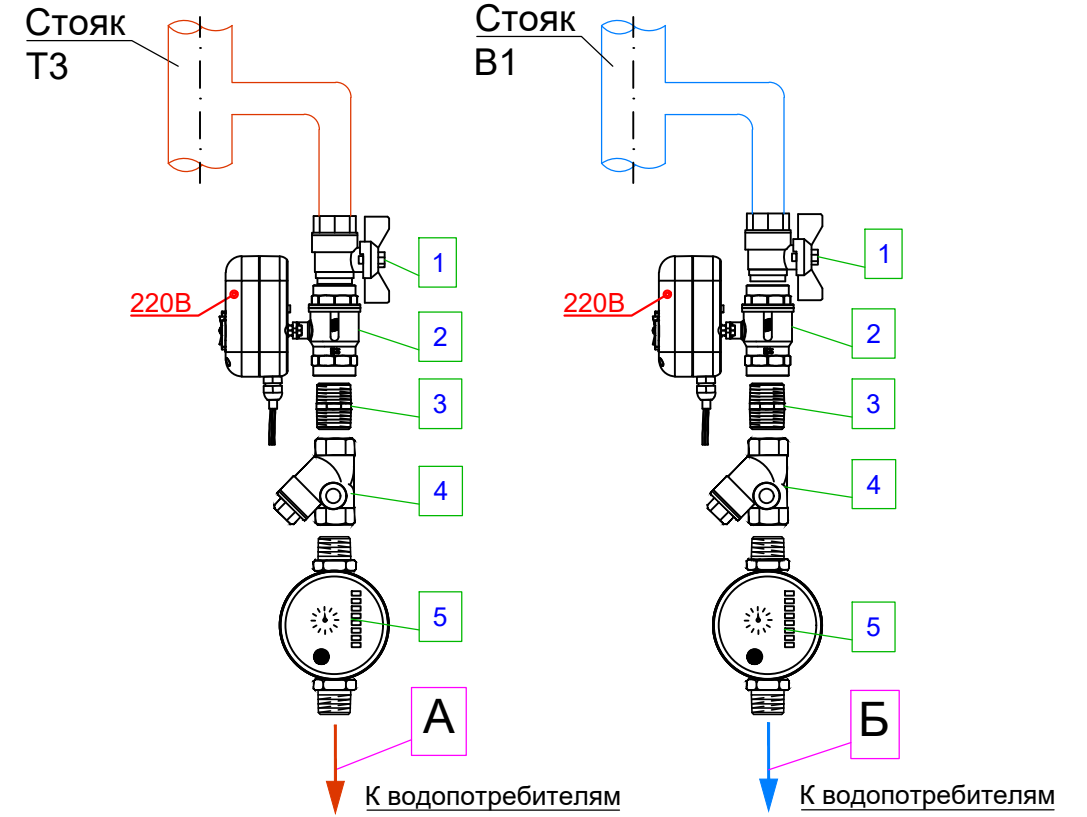 Стояк
Т3
Стояк
В1
1
1
220В
220В
2
2
3
3
4
4
5
5
А
Б
К водопотребителям
К водопотребителям